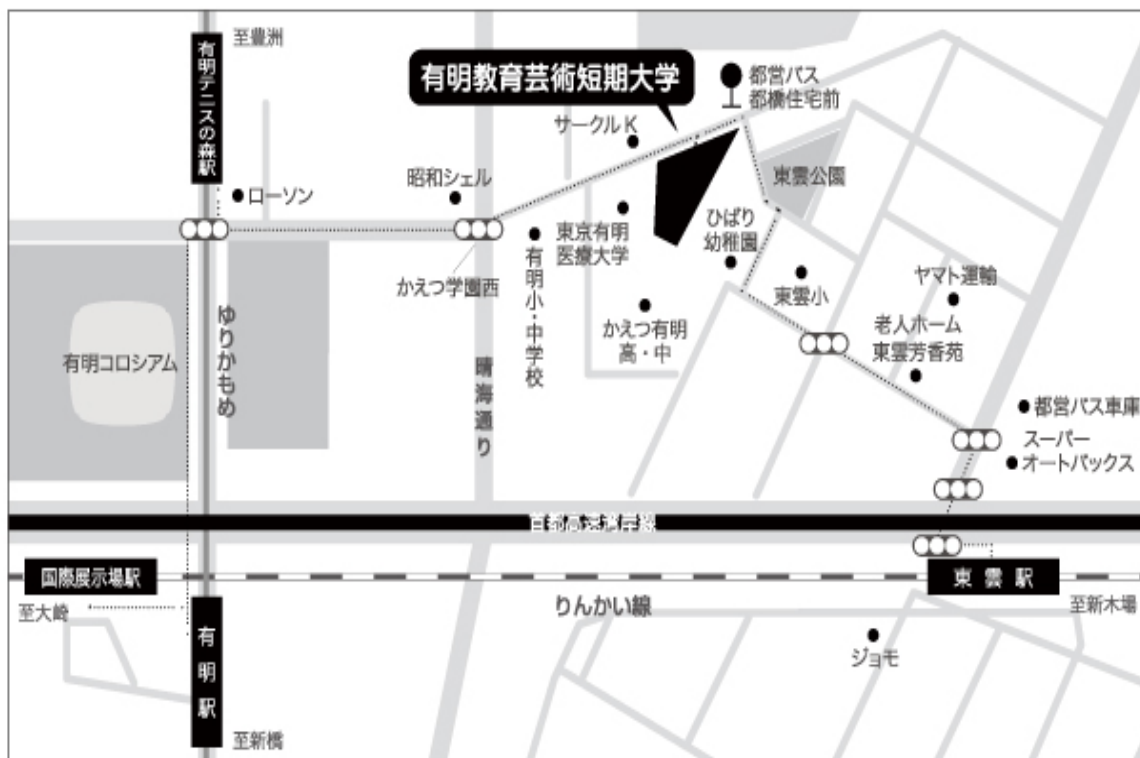 至豊洲
有明テニスの森駅
有明教育芸術短期大学
都営バス
都橋住宅前
サークルK
昭和シェル
ローソン
東雲公園
東京有明
医療大学
ひばり
幼稚園
有明小・中学校
かえつ学園西
東雲小
ヤマト運輸
かえつ有明
高・中
老人ホーム
東雲芳香苑
有明コロシアム
ゆりかもめ
晴海通り
都営バス車庫
スーパー
オートバックス
首都高速湾岸線
国際展示場駅
東雲駅
至大崎
りんかい線
至新木場
有明駅
ジョモ
至新橋